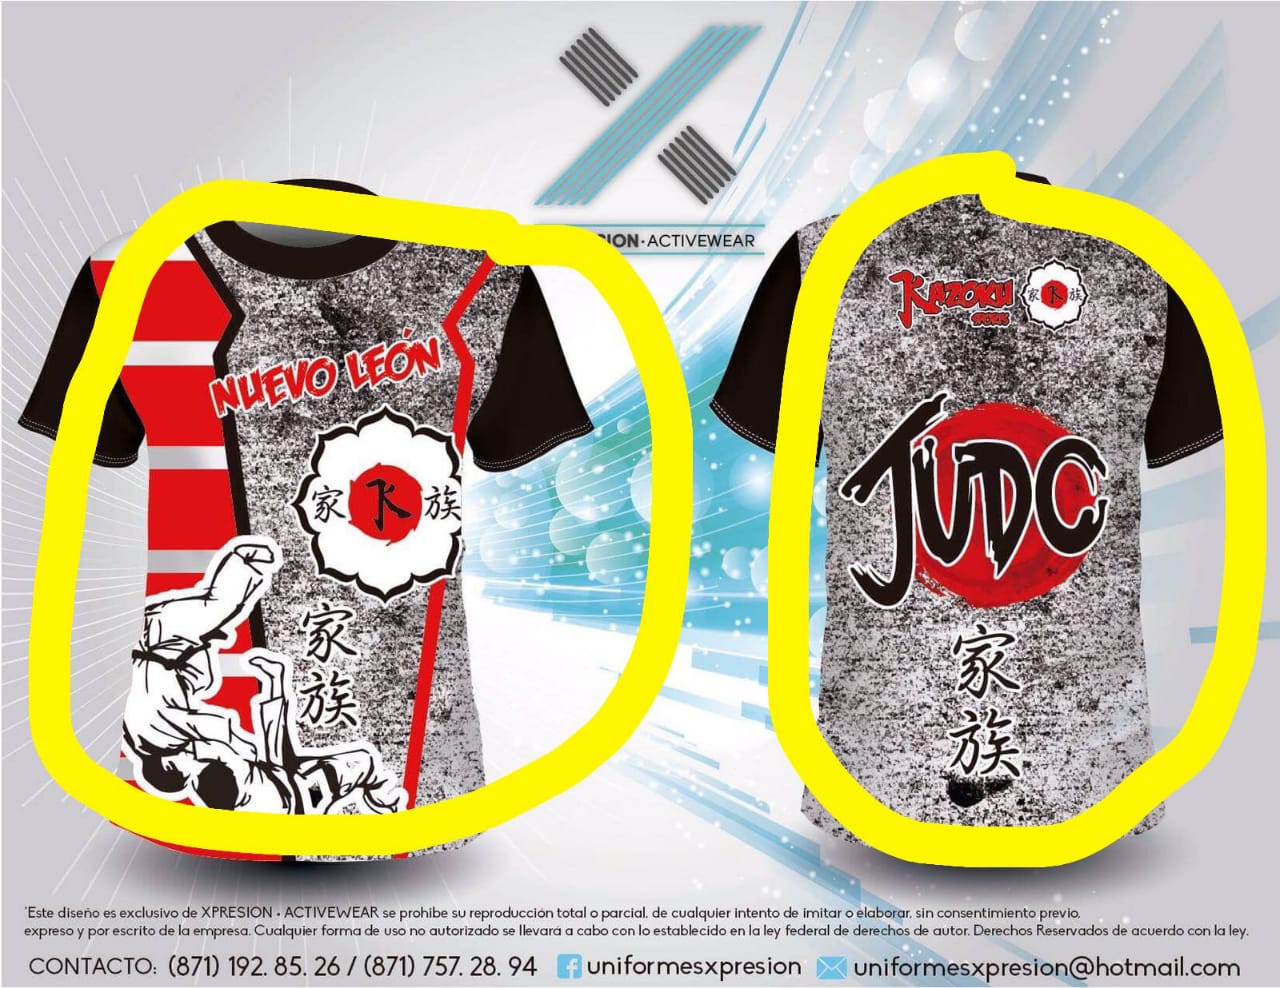 SION • ACTIVEWEAR
NUEVO LEÓN
家 K 族
家
族
KAZOKU
SPORTS
家 K 族
JUDO
家
族
*Este diseño es exclusivo de XPRESION • ACTIVEWEAR se prohibe su reproducción total o parcial, de cualquier intento de imitar o elaborar, sin consentimiento previo,
expreso y por escrito de la empresa. Cualquier forma de uso no autorizado se llevará a cabo con lo establecido en la ley federal de derechos de autor. Derechos Reservados de acuerdo con la ley.
CONTACTO: (871) 192. 85. 26 / (871) 757. 28. 94 f uniformesxpresion uniformesxpresion@hotmail.com